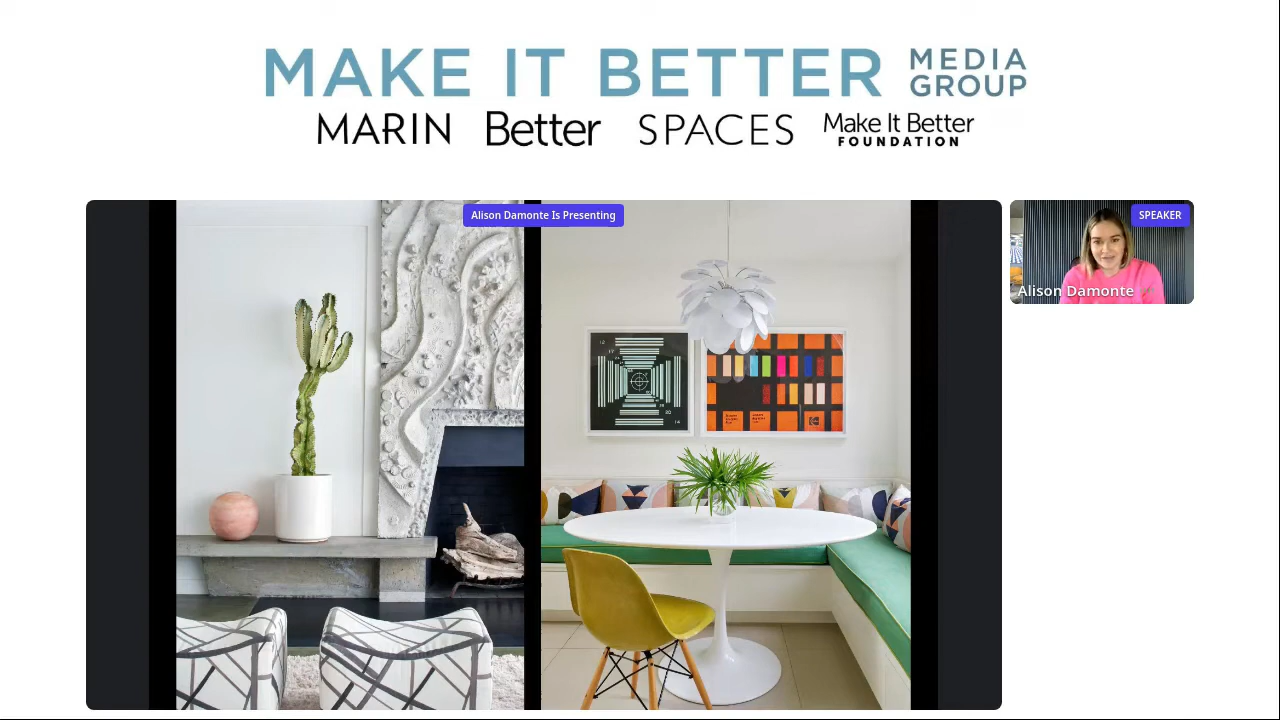 MAKE IT BETTER MEDIA GROUP
MARIN Better SPACES Make It Better FOUNDATION
Alison Damonte Is Presenting
SPEAKER
Alison Damonte